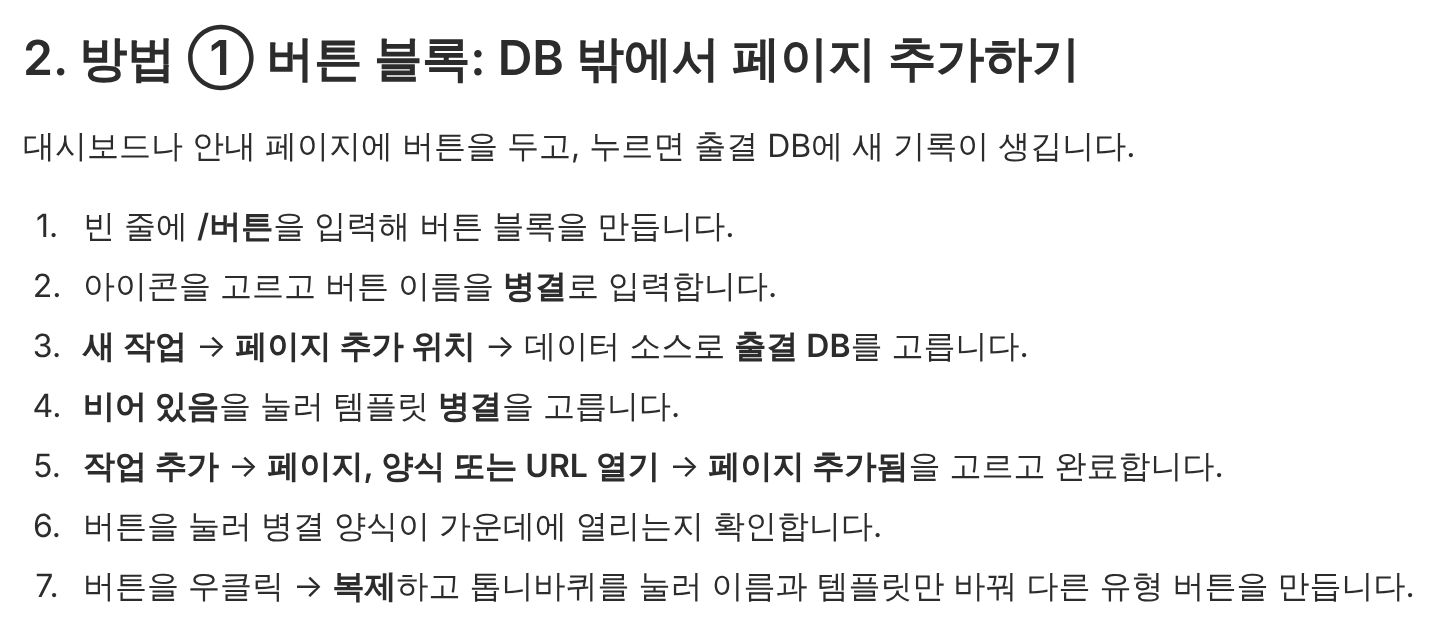 2. 방법 ① 버튼 블록: DB 밖에서 페이지 추가하기
대시보드나 안내 페이지에 버튼을 두고, 누르면 출결 DB에 새 기록이 생깁니다.
1. 빈 줄에 /버튼을 입력해 버튼 블록을 만듭니다.
2. 아이콘을 고르고 버튼 이름을 병결로 입력합니다.
3. 새 작업 → 페이지 추가 위치 → 데이터 소스로 출결 DB를 고릅니다.
4. 비어 있음을 눌러 템플릿 병결을 고릅니다.
5. 작업 추가 → 페이지, 양식 또는 URL 열기 → 페이지 추가됨을 고르고 완료합니다.
6. 버튼을 눌러 병결 양식이 가운데에 열리는지 확인합니다.
7. 버튼을 우클릭 → 복제하고 톱니바퀴를 눌러 이름과 템플릿만 바꿔 다른 유형 버튼을 만듭니다.